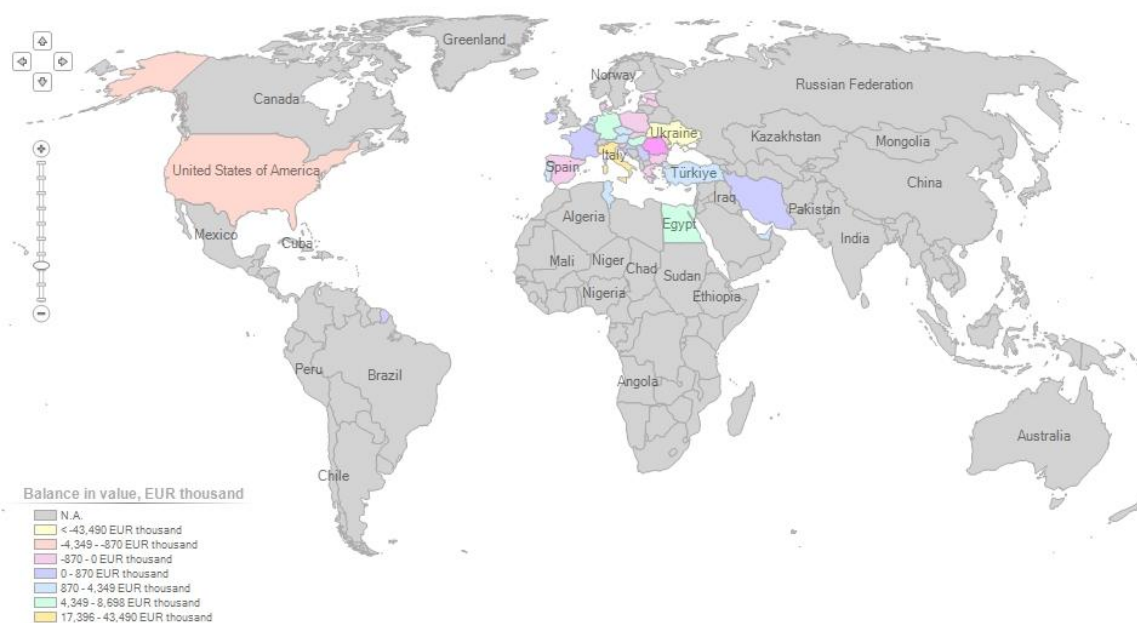 Greenland
Norway
Russian Federation
Canada
Ukraine
Kazakhstan
Mongolia
Italy
United States of America
Spain
Türkiye
China
Iraq
Pakistan
Algeria
Egypt
Mexico
Cuba
India
Mali
Niger
Chad
Sudan
Nigeria
Ethiopia
Peru
Brazil
Angola
Australia
Chile
Balance in value, EUR thousand
N.A.
< -43,490 EUR thousand
-4,349 - -870 EUR thousand
-870 - 0 EUR thousand
0 - 870 EUR thousand
870 - 4,349 EUR thousand
4,349 - 8,698 EUR thousand
17,396 - 43,490 EUR thousand